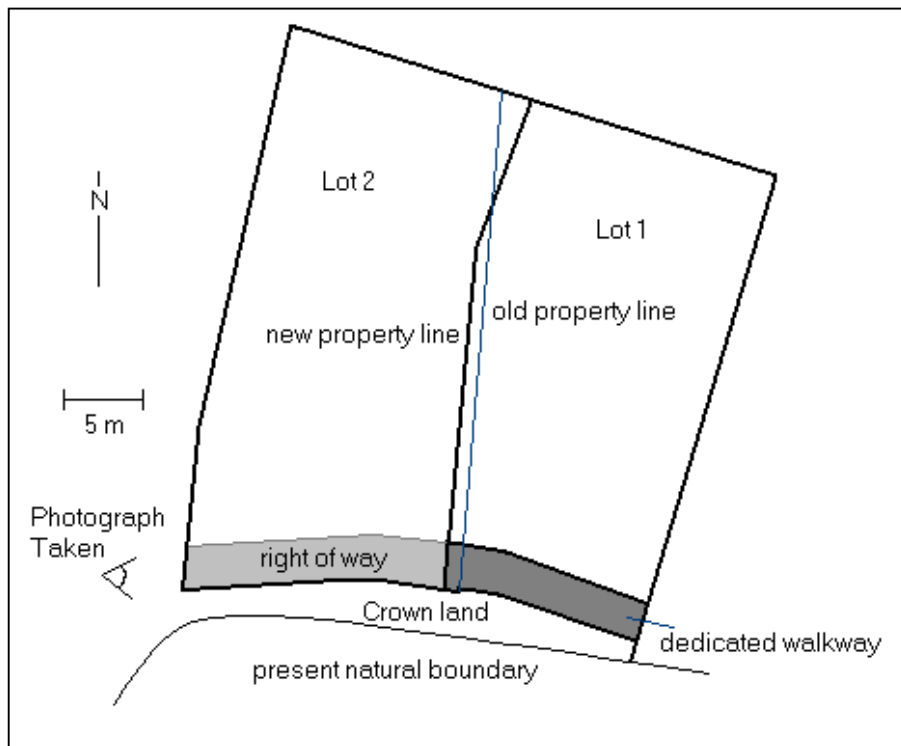 Lot 2
N
Lot 1
old property line
new property line
5 m
Photograph
Taken
right of way
Crown land
dedicated walkway
present natural boundary